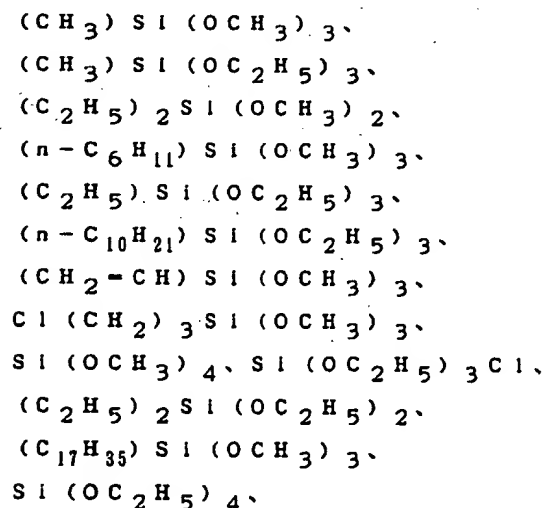 (CH₃) Si (OCH₃)₃、
(CH₃) Si (OC₂H₅)₃、
(C₂H₅)₂Si (OCH₃)₂、
(n-C₆H₁₁) Si (OCH₃)₃、
(C₂H₅) Si (OC₂H₅)₃、
(n-C₁₀H₂₁) Si (OC₂H₅)₃、
(CH₂=CH) Si (OCH₃)₃、
Cl (CH₂)₃Si (OCH₃)₃、
Si (OCH₃)₄、Si (OC₂H₅)₃Cl、
(C₂H₅)₂Si (OC₂H₅)₂、
(C₁₇H₃₅) Si (OCH₃)₃、
Si (OC₂H₅)₄、